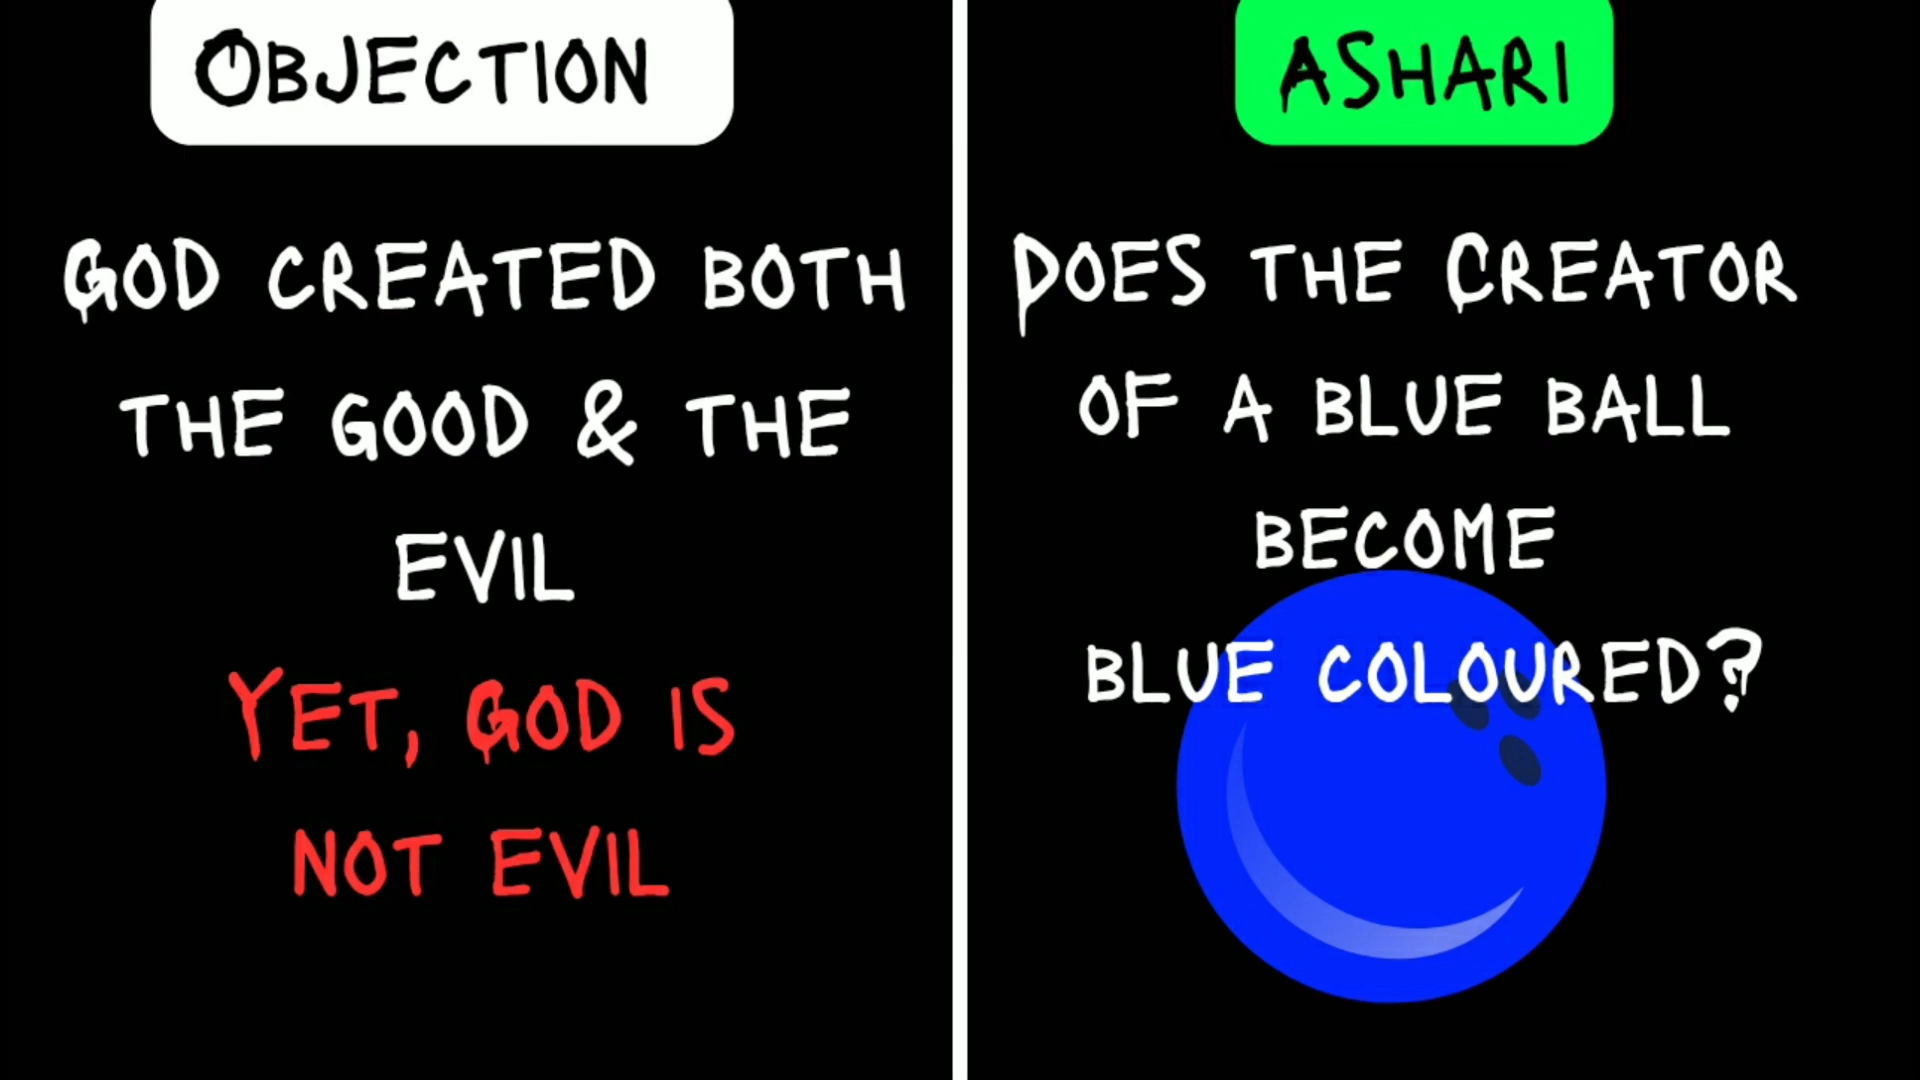 OBJECTION
GOD CREATED BOTH
THE GOOD & THE
EVIL
YET, GOD IS
NOT EVIL
ASHARI
DOES THE CREATOR
OF A BLUE BALL
BECOME
BLUE COLOURED?